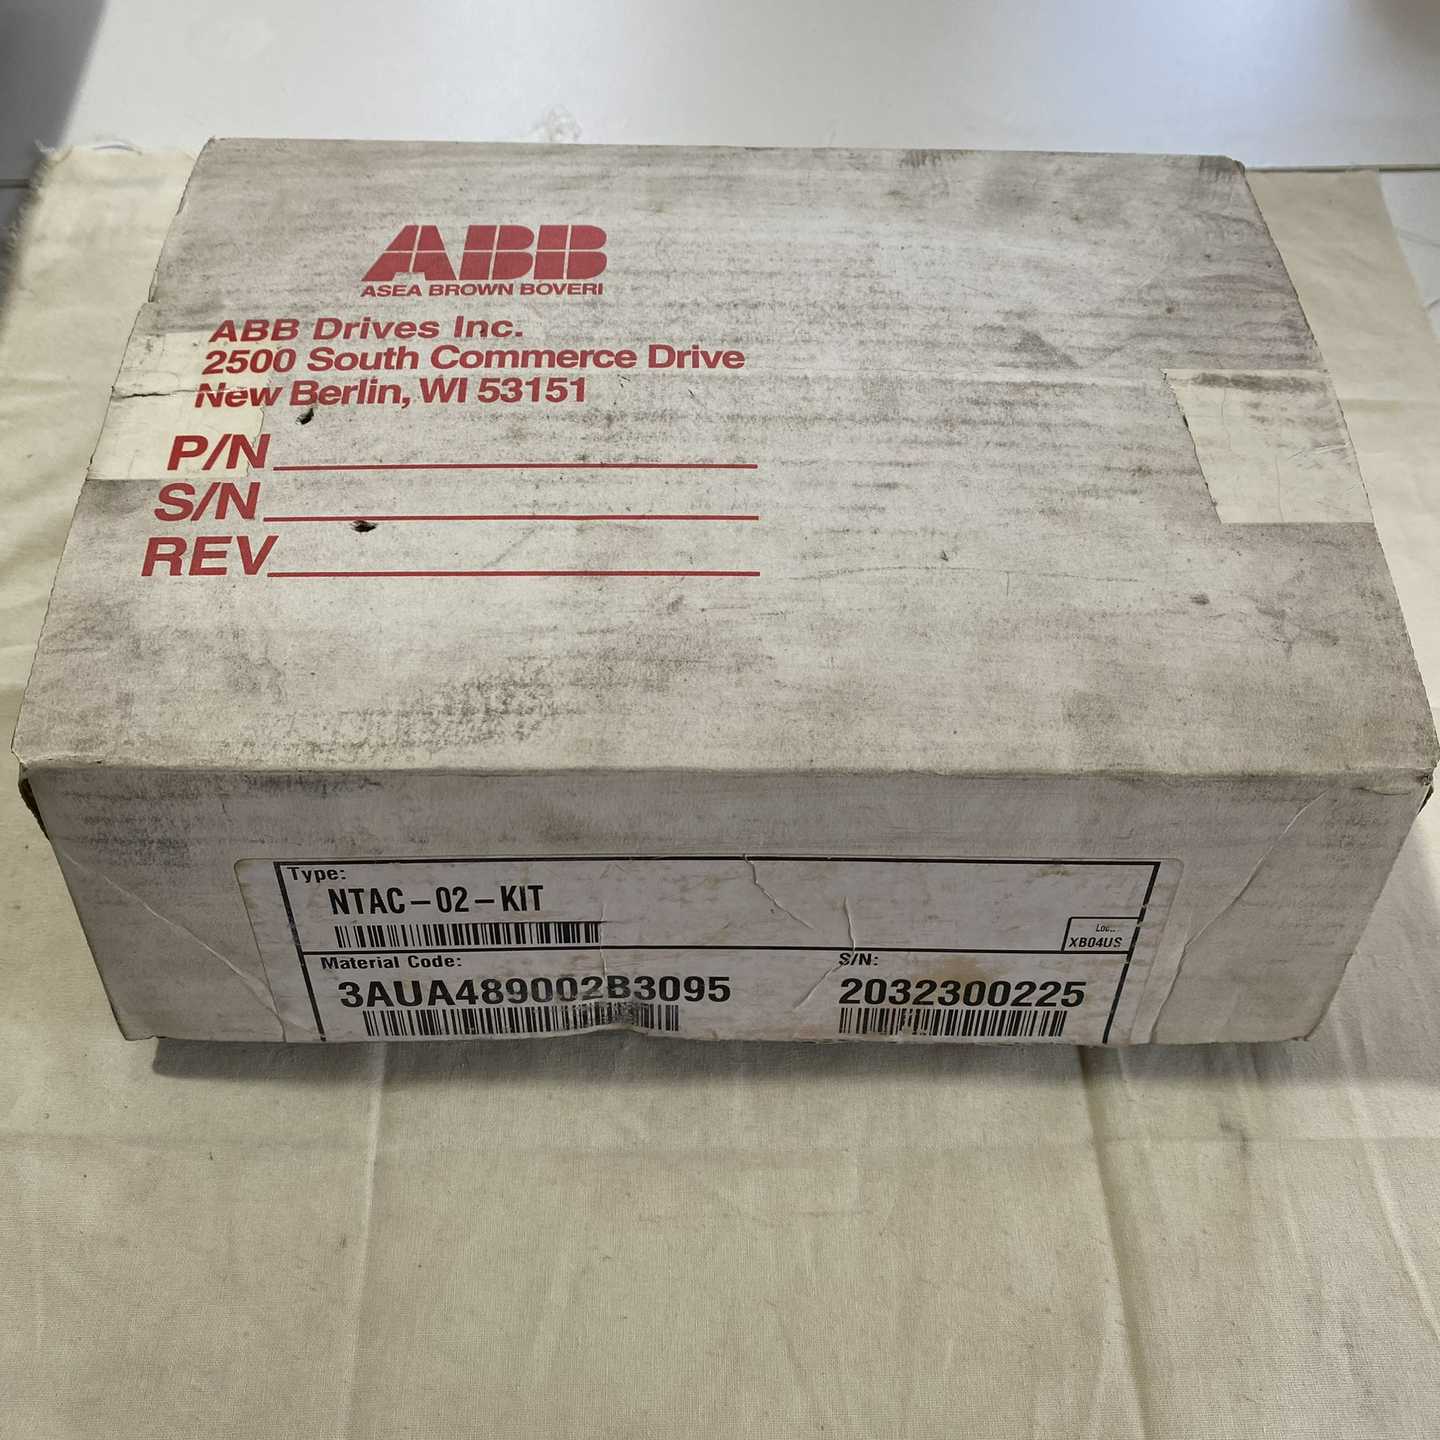 ABB
ASEA BROWN BOVERI
ABB Drives Inc.
2500 South Commerce Drive
New Berlin, WI 53151
P/N
S/N
REV
Type:
NTAC-02-KIT
XB04US
Material Code:
3AUA489002B3095
S/N:
2032300225